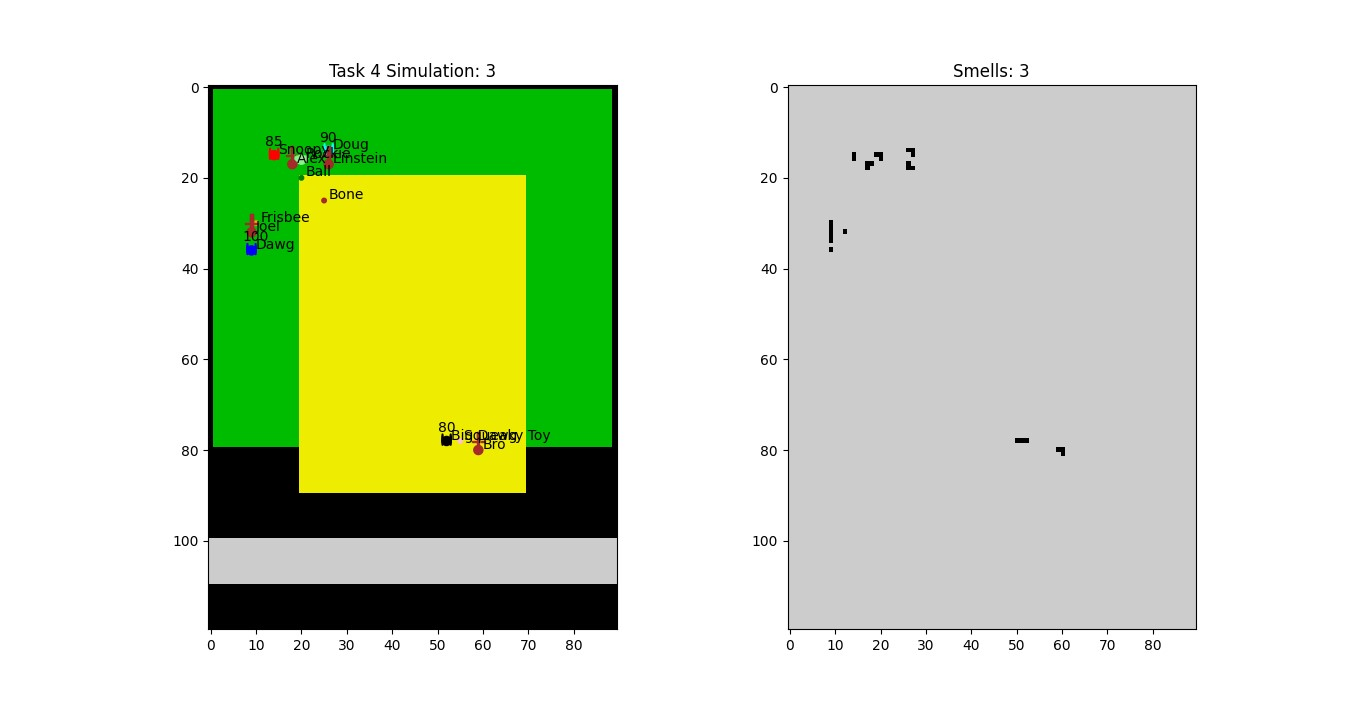 Task 4 Simulation: 3
0
20
40
60
80
100
0 10 20 30 40 50 60 70 80
85
Snoopy
Alex
90
Doug
Einstein
Ball
Bone
Frisbee
Joel
100
Dawg
80
Big Dawg
Squeaky Toy
Bro
Smells: 3
0
20
40
60
80
100
0 10 20 30 40 50 60 70 80